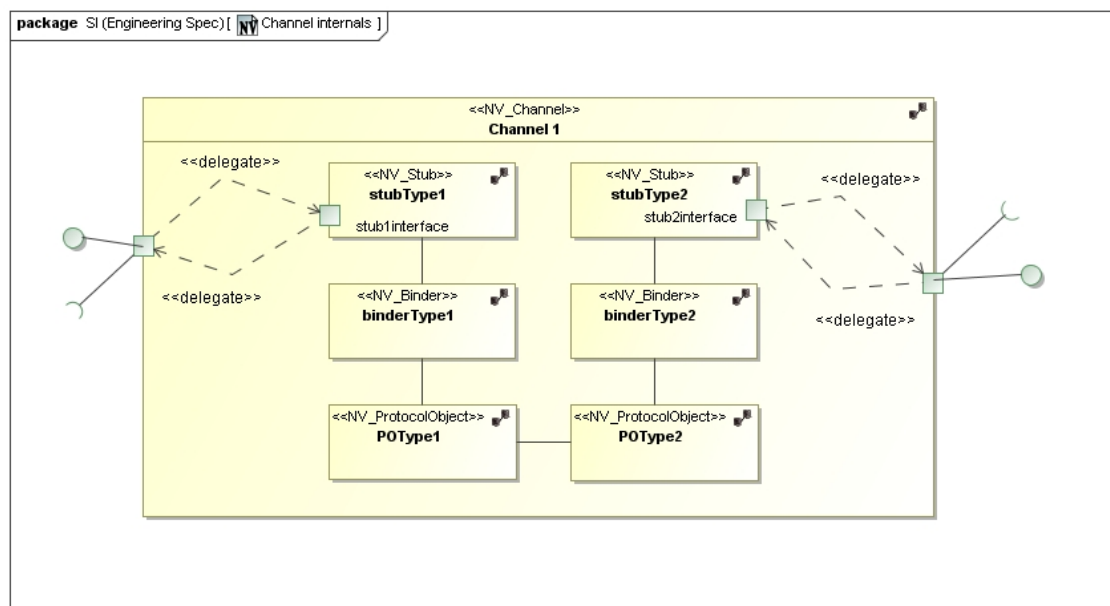 package SI (Engineering Spec) [ NV Channel internals ]
<<NV_Channel>>
Channel 1
<<delegate>>
<<NV_Stub>>
stubType1
stub1interface
<<NV_Stub>>
stubType2
stub2interface
<<delegate>>
<<delegate>>
<<NV_Binder>>
binderType1
<<NV_Binder>>
binderType2
<<delegate>>
<<NV_ProtocolObject>>
POType1
<<NV_ProtocolObject>>
POType2